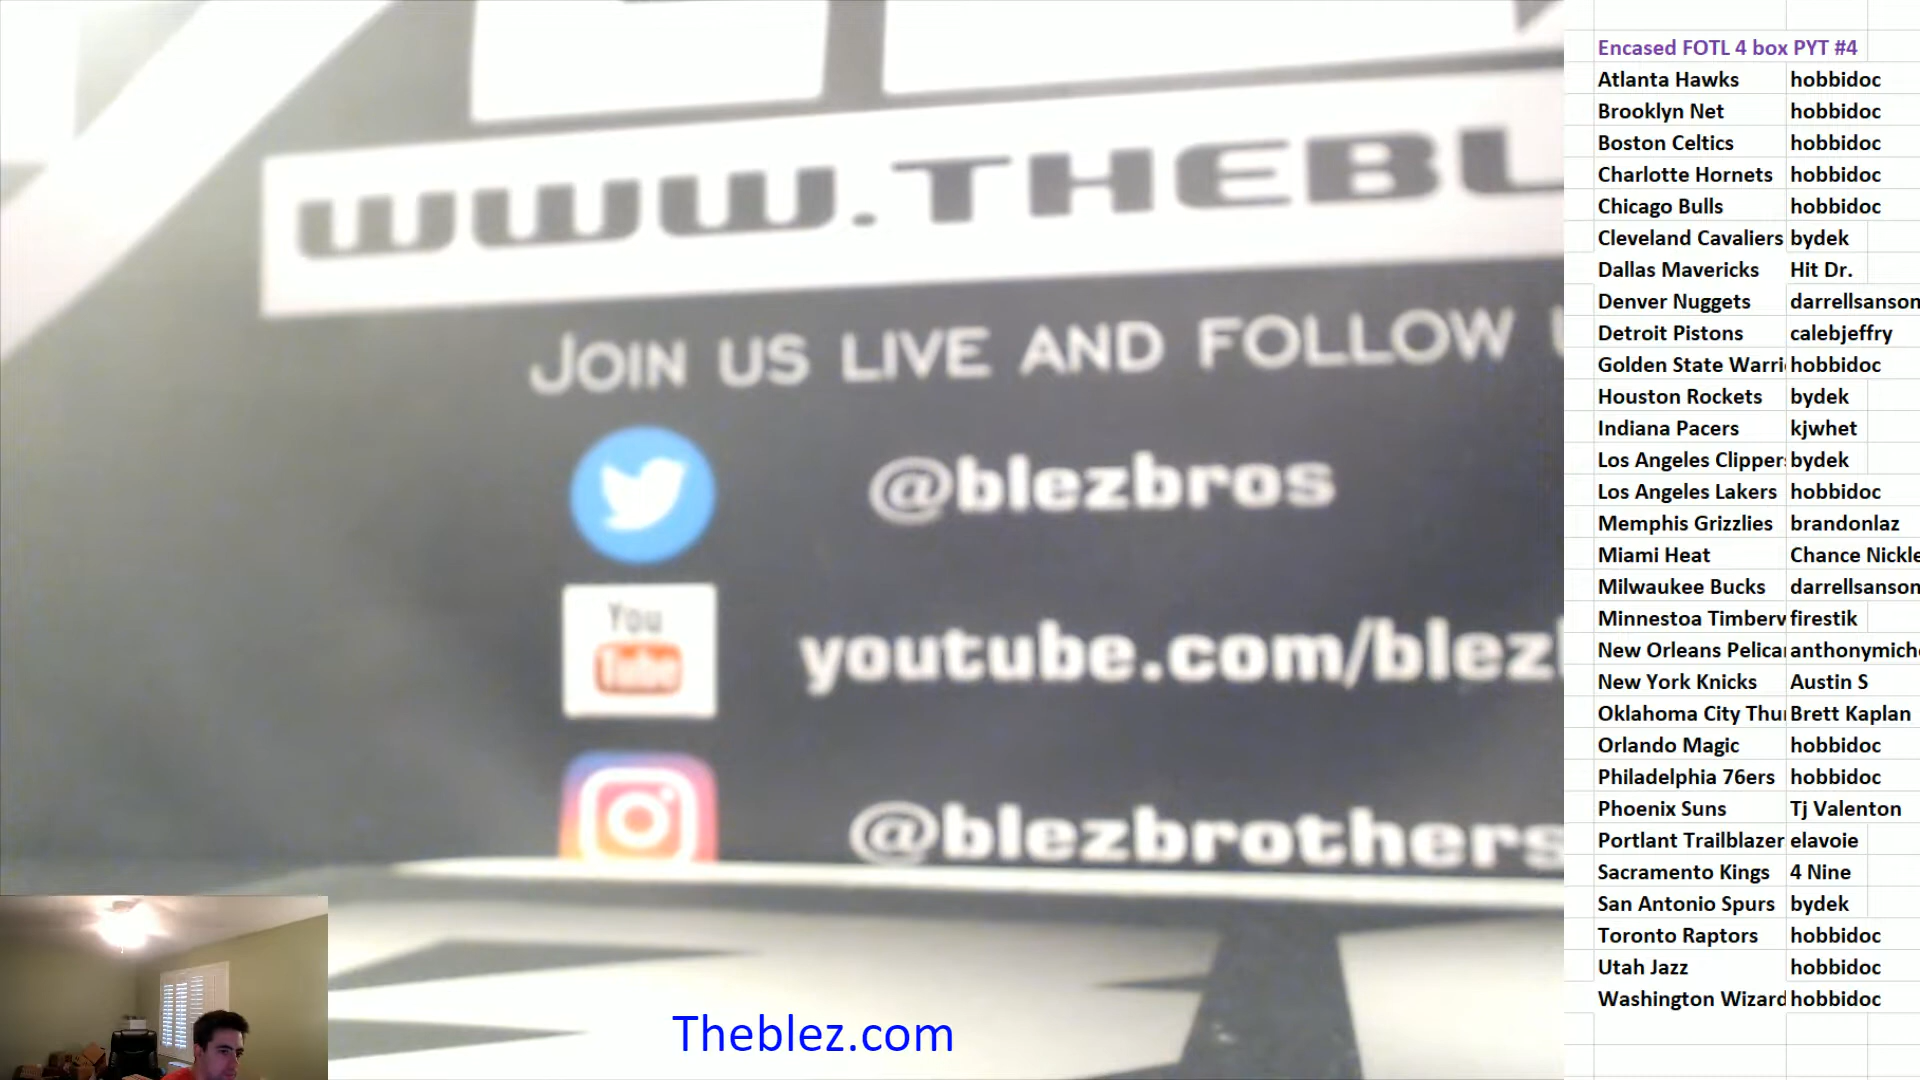 WWW.THEBL
JOIN US LIVE AND FOLLOW
@blezbros
You
Tube
youtube.com/blez
@blezbrothers
Theblez.com
Encased FOTL 4 box PYT #4
Atlanta Hawks hobbidoc
Brooklyn Net hobbidoc
Boston Celtics hobbidoc
Charlotte Hornets hobbidoc
Chicago Bulls hobbidoc
Cleveland Cavaliers bydek
Dallas Mavericks Hit Dr.
Denver Nuggets darrellsanson
Detroit Pistons calebjeffry
Golden State Warri hobbidoc
Houston Rockets bydek
Indiana Pacers kjwhet
Los Angeles Clippers bydek
Los Angeles Lakers hobbidoc
Memphis Grizzlies brandonlaz
Miami Heat Chance Nickle
Milwaukee Bucks darrellsanson
Minnestoa Timberw firestik
New Orleans Pelica anthonymich
New York Knicks Austin S
Oklahoma City Thu Brett Kaplan
Orlando Magic hobbidoc
Philadelphia 76ers hobbidoc
Phoenix Suns Tj Valenton
Portlant Trailblazer elavoie
Sacramento Kings 4 Nine
San Antonio Spurs bydek
Toronto Raptors hobbidoc
Utah Jazz hobbidoc
Washington Wizard hobbidoc